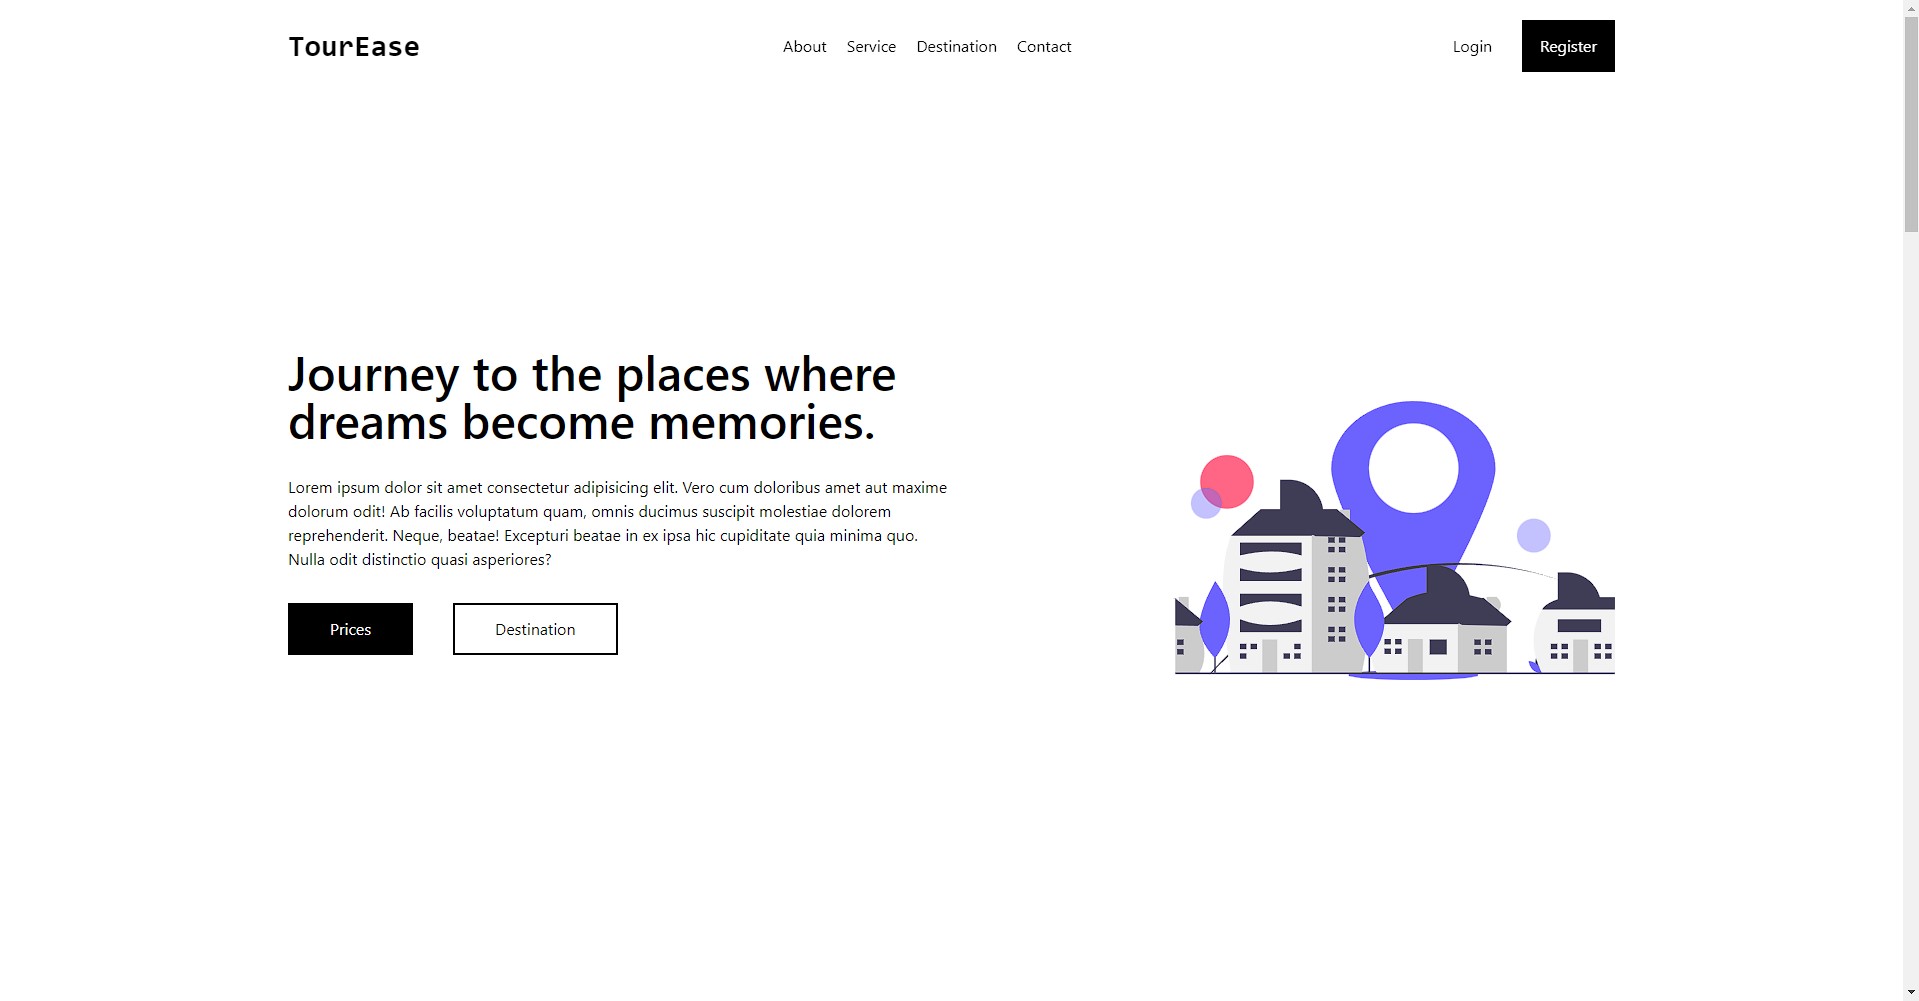 TourEase
About Service Destination Contact
Login Register
Journey to the places where
dreams become memories.
Lorem ipsum dolor sit amet consectetur adipisicing elit. Vero cum doloribus amet aut maxime
dolorum odit! Ab facilis voluptatum quam, omnis ducimus suscipit molestiae dolorem
reprehenderit. Neque, beatae! Excepturi beatae in ex ipsa hic cupiditate quia minima quo.
Nulla odit distinctio quasi asperiores?
Prices Destination